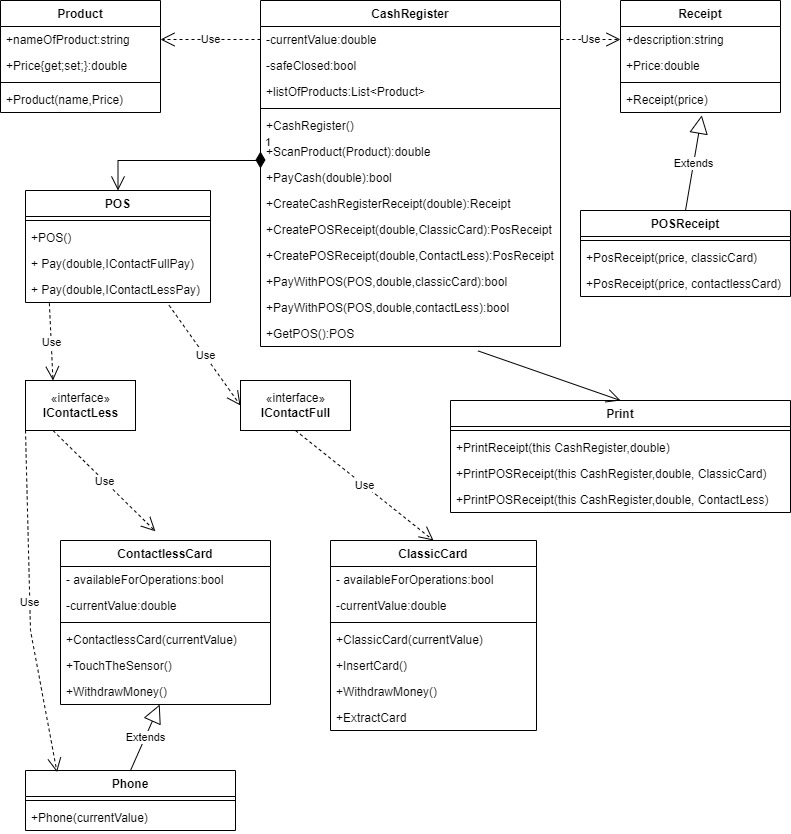 Product
+nameOfProduct:string
+Price{get;set;}:double
+Product(name,Price)
Use
CashRegister
-currentValue:double
-safeClosed:bool
+listOfProducts:List<Product>
+CashRegister()
1
+ScanProduct(Product):double
+PayCash(double):bool
+CreateCashRegisterReceipt(double):Receipt
+CreatePOSReceipt(double,ClassicCard):PosReceipt
+CreatePOSReceipt(double,ContactLess):PosReceipt
+PayWithPOS(POS,double,classicCard):bool
+PayWithPOS(POS,double,contactLess):bool
+GetPOS():POS
Use
Receipt
+description:string
+Price:double
+Receipt(price)
Extends
POSReceipt
+PosReceipt(price, classicCard)
+PosReceipt(price, contactlessCard)
POS
+POS()
+ Pay(double,IContactFullPay)
+ Pay(double,IContactLessPay)
Use
Use
«interface»
IContactLess
«interface»
IContactFull
Print
+PrintReceipt(this CashRegister,double)
+PrintPOSReceipt(this CashRegister,double, ClassicCard)
+PrintPOSReceipt(this CashRegister,double, ContactLess)
Use
Use
Use
ContactlessCard
- availableForOperations:bool
-currentValue:double
+ContactlessCard(currentValue)
+TouchTheSensor()
+WithdrawMoney()
ClassicCard
- availableForOperations:bool
-currentValue:double
+ClassicCard(currentValue)
+InsertCard()
+WithdrawMoney()
+ExtractCard
Extends
Phone
+Phone(currentValue)